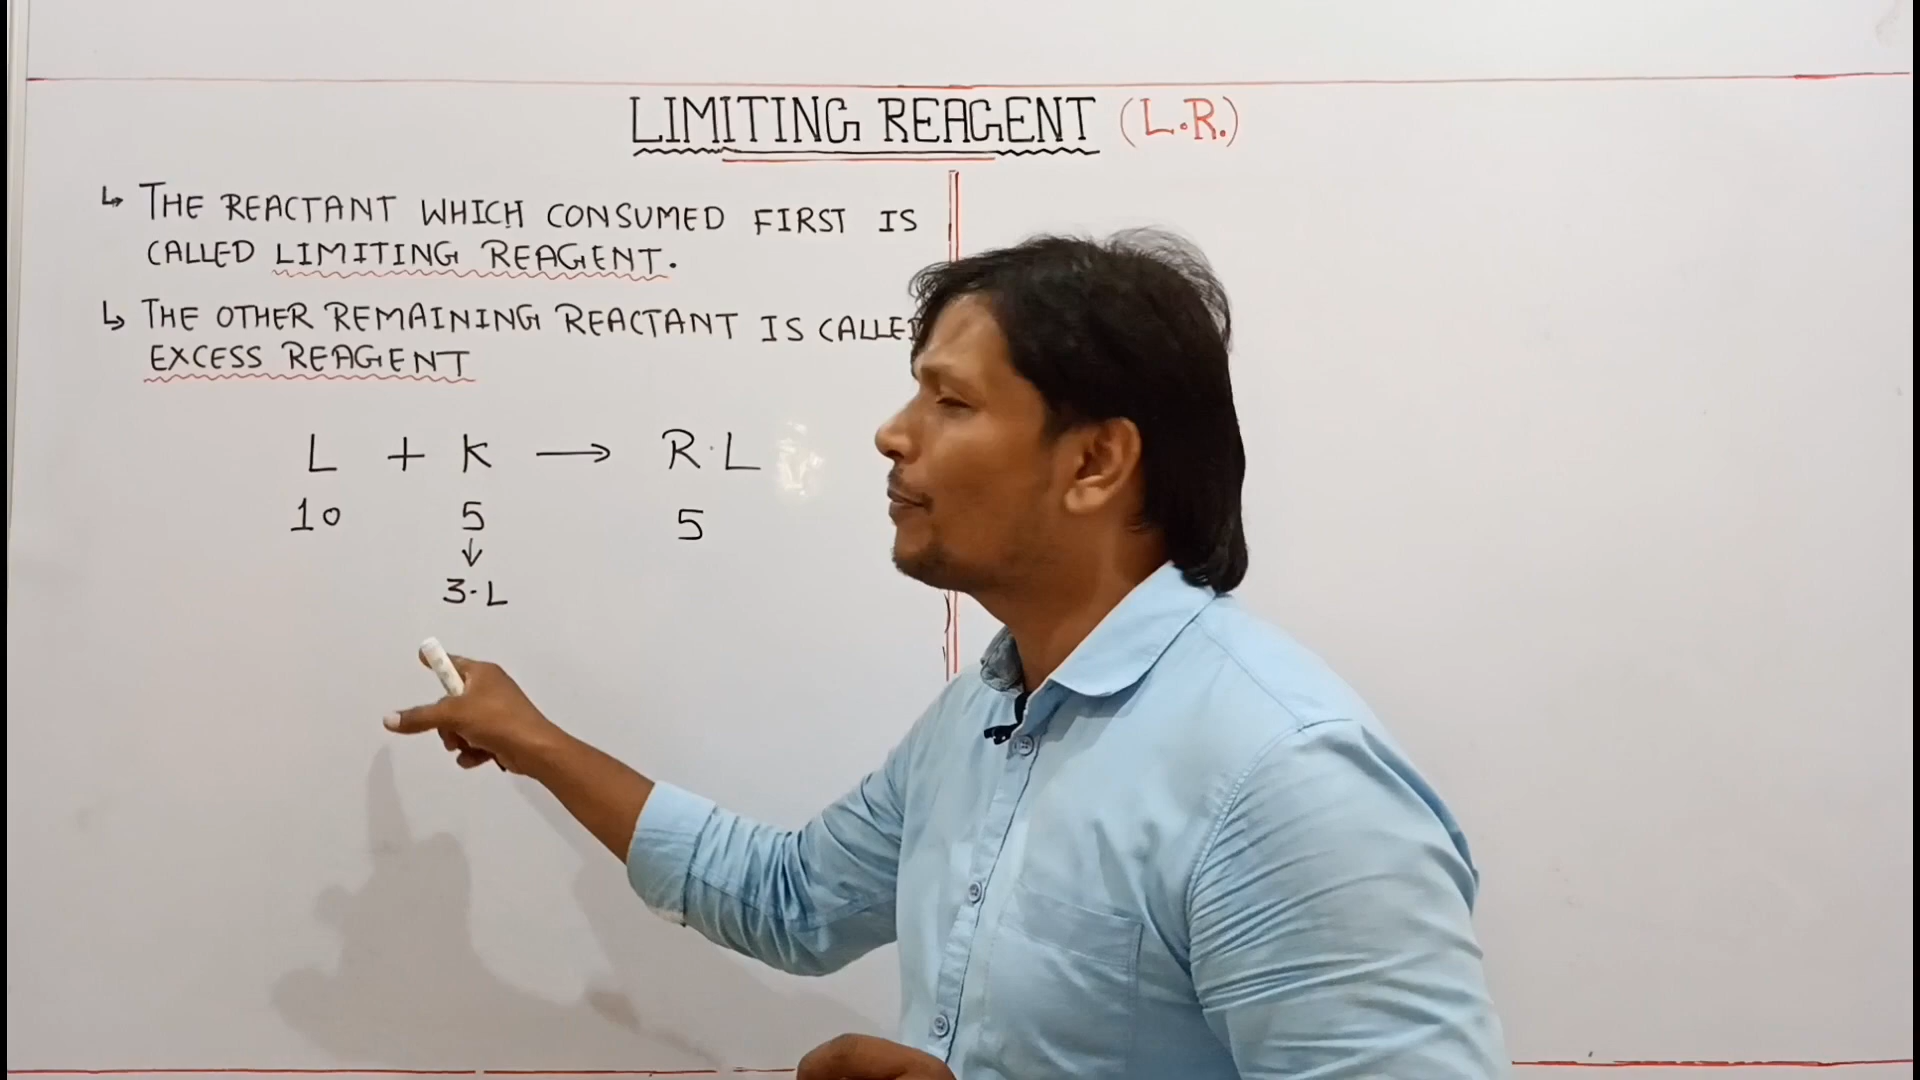 LIMITING REAGENT (L.R.)
↳ THE REACTANT WHICH CONSUMED FIRST IS
CALLED LIMITING REAGENT.
↳ THE OTHER REMAINING REACTANT IS CALLED
EXCESS REAGENT
L + K → R.L
10 5 5
↓
3.L